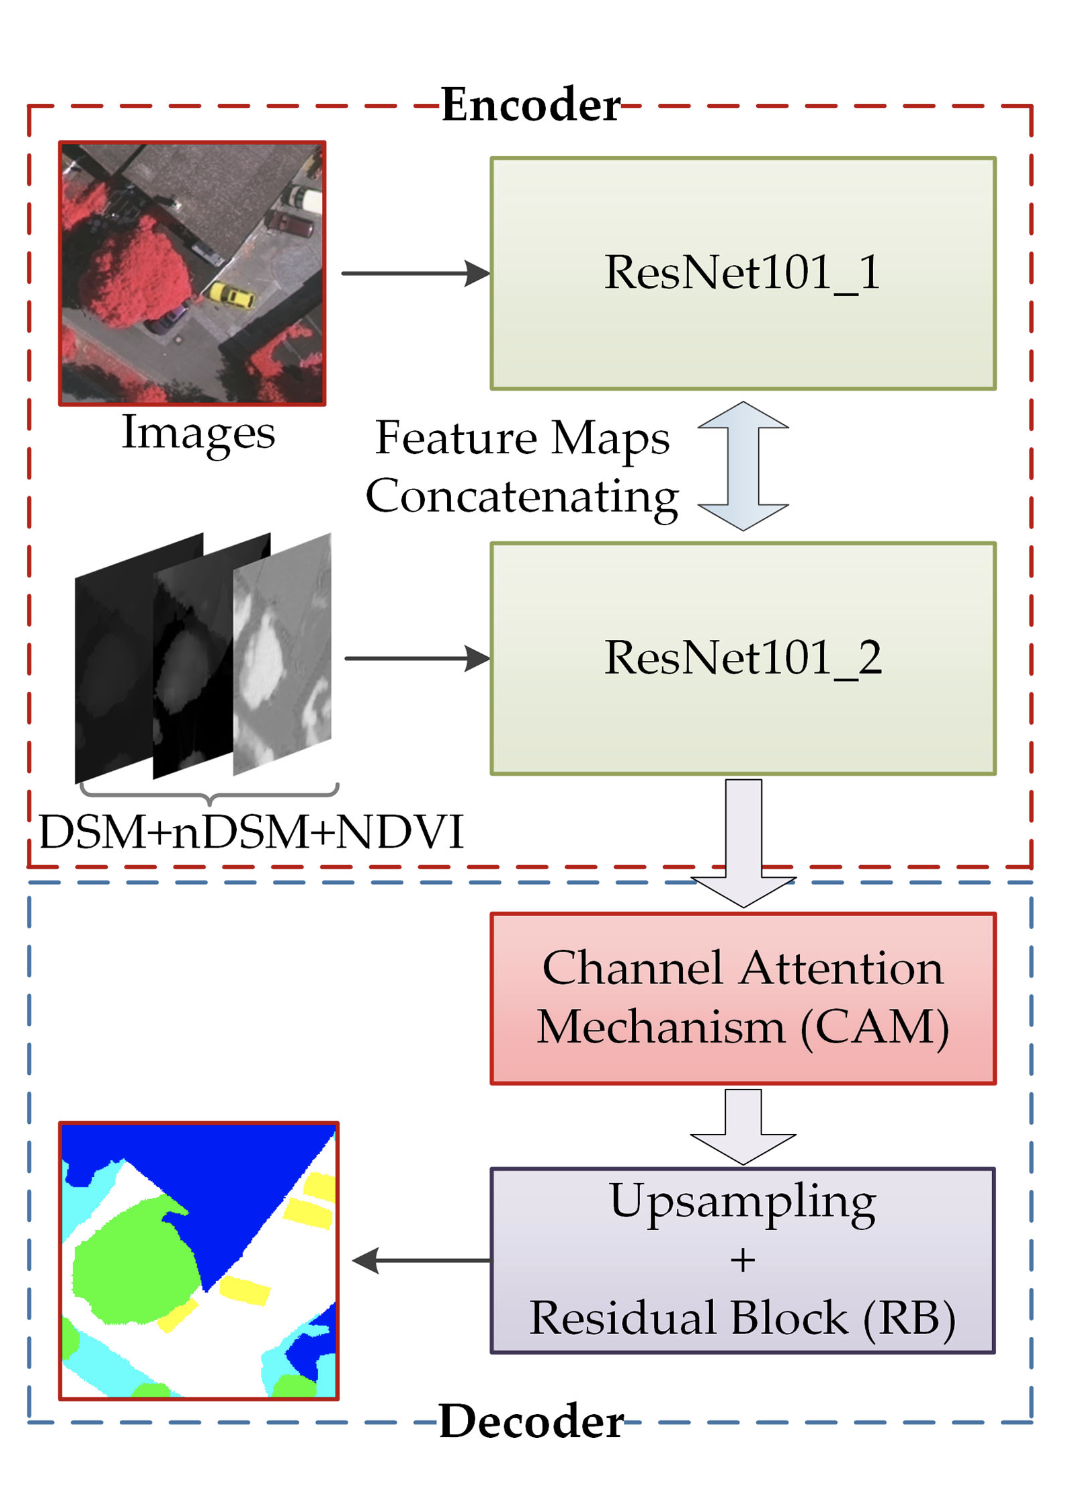 Encoder
ResNet101_1
Images
Feature Maps
Concatenating
ResNet101_2
DSM+nDSM+NDVI
Channel Attention
Mechanism (CAM)
Upsampling
+
Residual Block (RB)
Decoder